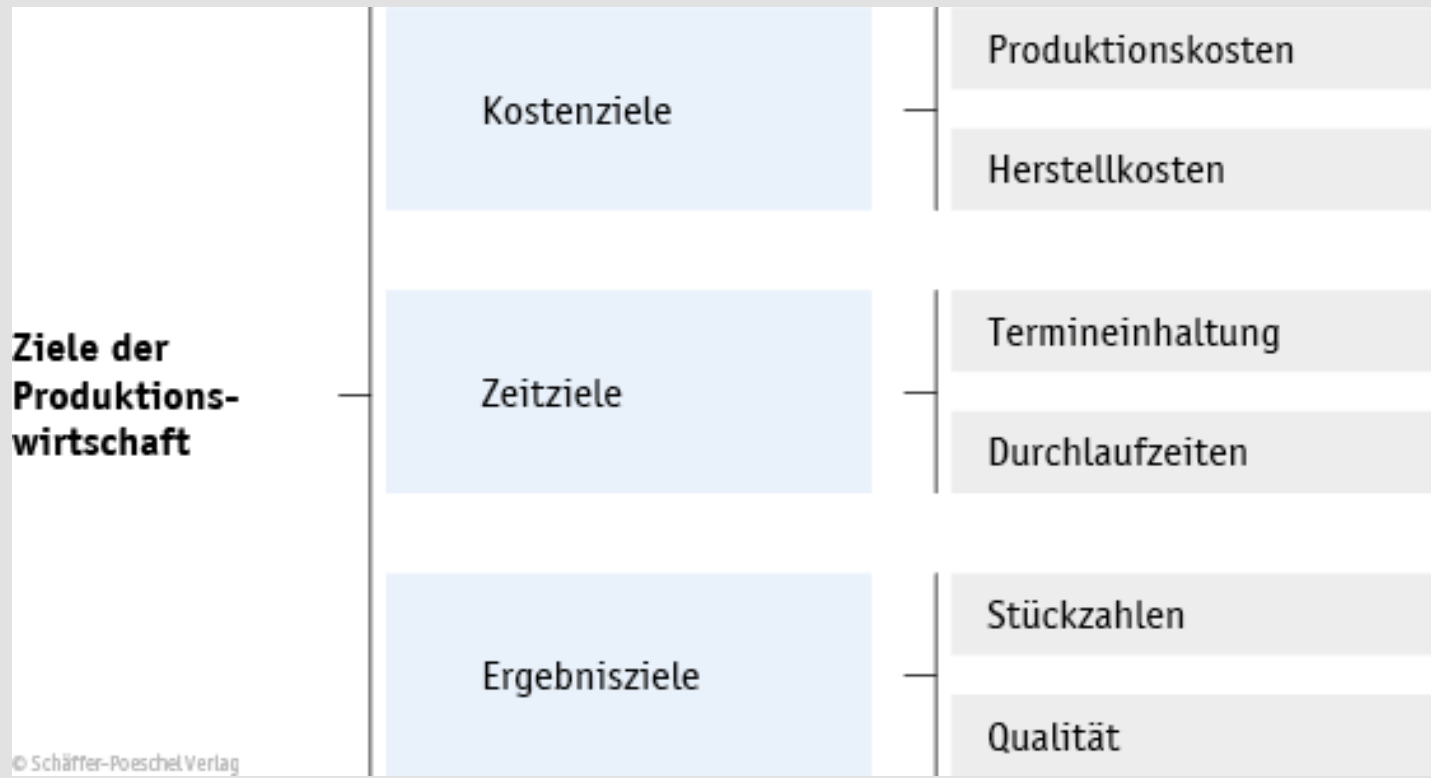 Produktionskosten
Kostenziele
Herstellkosten
Ziele der
Produktions-
wirtschaft
Termineinhaltung
Zeitziele
Durchlaufzeiten
Stückzahlen
Ergebnisziele
Qualität
© Schäffer-Poeschel Verlag